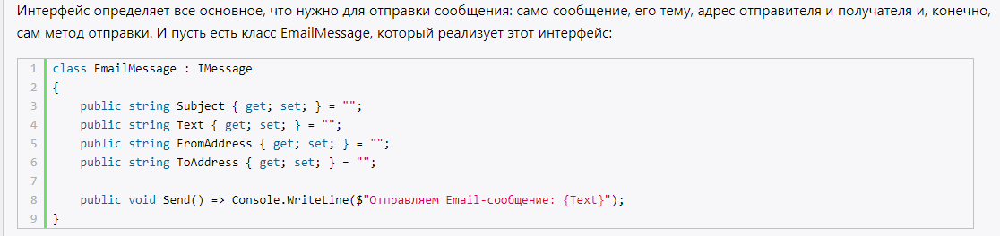 Интерфейс определяет все основное, что нужно для отправки сообщения: само сообщение, его тему, адрес отправителя и получателя и, конечно,
сам метод отправки. И пусть есть класс EmailMessage, который реализует этот интерфейс:
1 class EmailMessage : IMessage
2 {
3     public string Subject { get; set; } = "";
4     public string Text { get; set; } = "";
5     public string FromAddress { get; set; } = "";
6     public string ToAddress { get; set; } = "";
7
8     public void Send() => Console.WriteLine($"Отправляем Email-сообщение: {Text}");
9 }